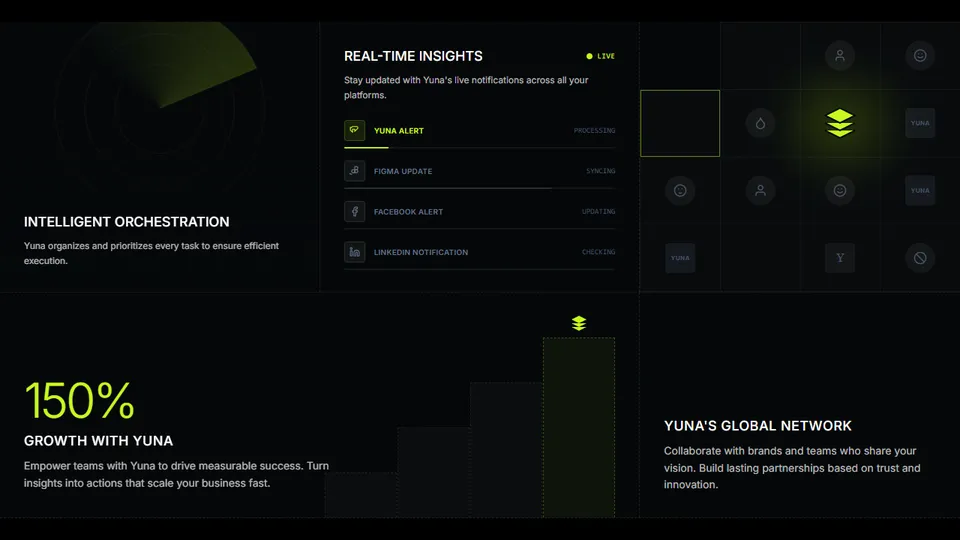 INTELLIGENT ORCHESTRATION
Yuna organizes and prioritizes every task to ensure efficient
execution.
REAL-TIME INSIGHTS
LIVE
Stay updated with Yuna's live notifications across all your
platforms.
YUNA ALERT
PROCESSING
FIGMA UPDATE
SYNCING
FACEBOOK ALERT
UPDATING
LINKEDIN NOTIFICATION
CHECKING
YUNA
YUNA
YUNA
Y
150%
GROWTH WITH YUNA
Empower teams with Yuna to drive measurable success. Turn
insights into actions that scale your business fast.
YUNA'S GLOBAL NETWORK
Collaborate with brands and teams who share your
vision. Build lasting partnerships based on trust and
innovation.